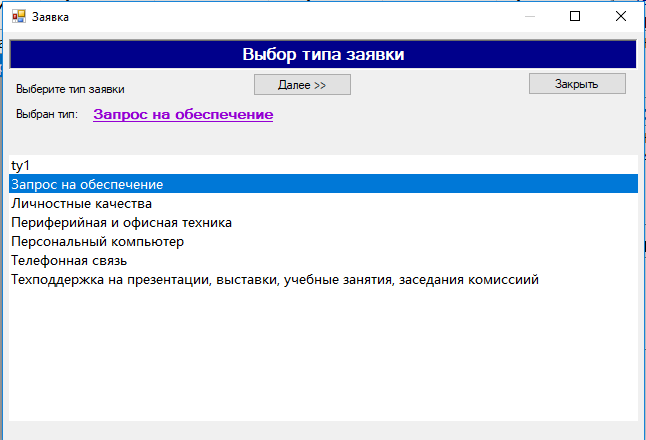 Заявка
Выбор типа заявки
Выберите тип заявки
Далее >>
Закрыть
Выбран тип:
Запрос на обеспечение
ty1
Запрос на обеспечение
Личностные качества
Периферийная и офисная техника
Персональный компьютер
Телефонная связь
Техподдержка на презентации, выставки, учебные занятия, заседания комиссиий